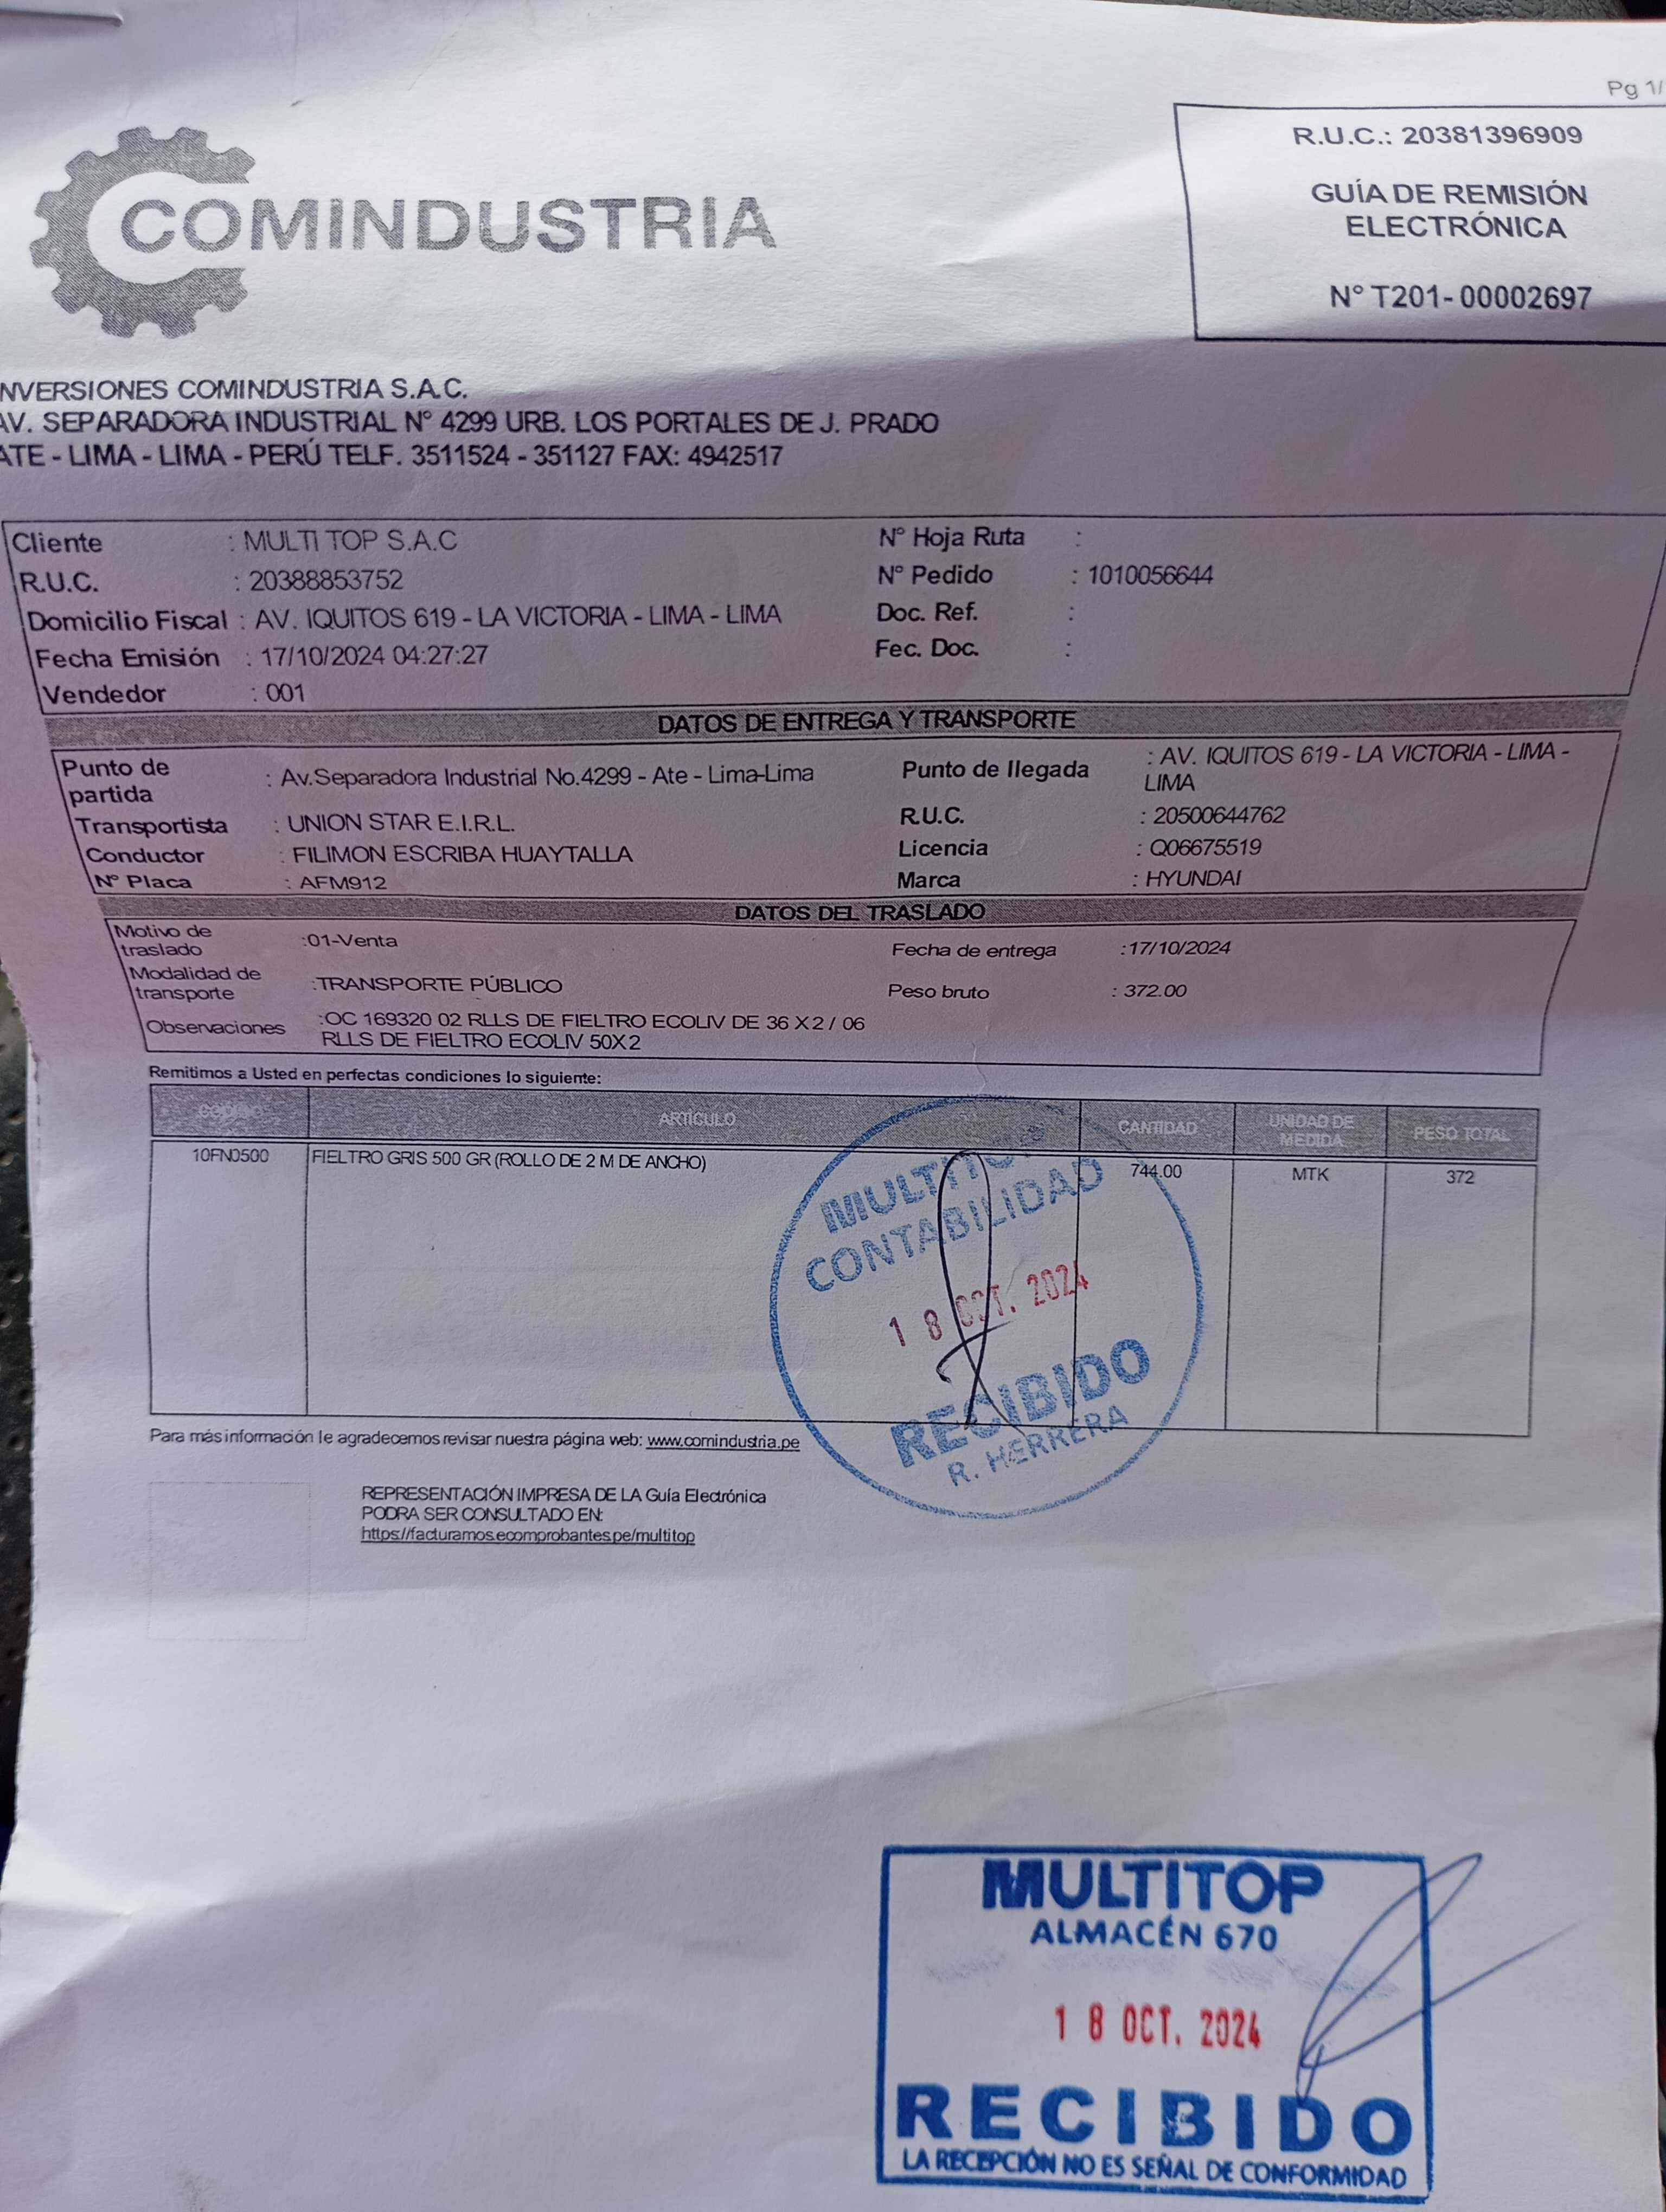 Pg 1/
R.U.C.: 20381396909
GUÍA DE REMISIÓN
ELECTRÓNICA
N° T201-00002697
COMINDUSTRIA
NVERSIONES COMINDUSTRIA S.A.C.
AV. SEPARADORA INDUSTRIAL N° 4299 URB. LOS PORTALES DE J. PRADO
ATE - LIMA - LIMA - PERÚ TELF. 3511524 - 351127 FAX: 4942517
Cliente : MULTI TOP S.A.C N° Hoja Ruta :
R.U.C. : 20388853752 N° Pedido : 1010056644
Domicilio Fiscal : AV. IQUITOS 619 - LA VICTORIA - LIMA - LIMA Doc. Ref. :
Fecha Emisión : 17/10/2024 04:27:27 Fec. Doc. :
Vendedor : 001
DATOS DE ENTREGA Y TRANSPORTE
Punto de partida : Av.Separadora Industrial No.4299 - Ate - Lima-Lima Punto de llegada : AV. IQUITOS 619 - LA VICTORIA - LIMA -
LIMA
Transportista : UNION STAR E.I.R.L. R.U.C. : 20500644762
Conductor : FILIMON ESCRIBA HUAYTALLA Licencia : Q06675519
N° Placa : AFM912 Marca : HYUNDAI
DATOS DEL TRASLADO
Motivo de traslado :01-Venta Fecha de entrega :17/10/2024
Modalidad de transporte :TRANSPORTE PÚBLICO Peso bruto : 372.00
Observaciones :OC 169320 02 RLLS DE FIELTRO ECOLIV DE 36 X 2 / 06
RLLS DE FIELTRO ECOLIV 50X2
Remitimos a Usted en perfectas condiciones lo siguiente:
ARTÍCULO CANTIDAD UNIDAD DE MEDIDA PESO TOTAL
10FN0500 FIELTRO GRIS 500 GR (ROLLO DE 2 M DE ANCHO) 744.00 MTK 372
MULTITOP
CONTABILIDAD
18 OCT. 2024
RECIBIDO
R. HERRERA
Para más información le agradecemos revisar nuestra página web: www.comindustria.pe
REPRESENTACIÓN IMPRESA DE LA Guía Electrónica
PODRA SER CONSULTADO EN:
https://facturamos.ecomprobantes.pe/multitop
MULTITOP
ALMACÉN 670
18 OCT. 2024
RECIBIDO
LA RECEPCIÓN NO ES SEÑAL DE CONFORMIDAD